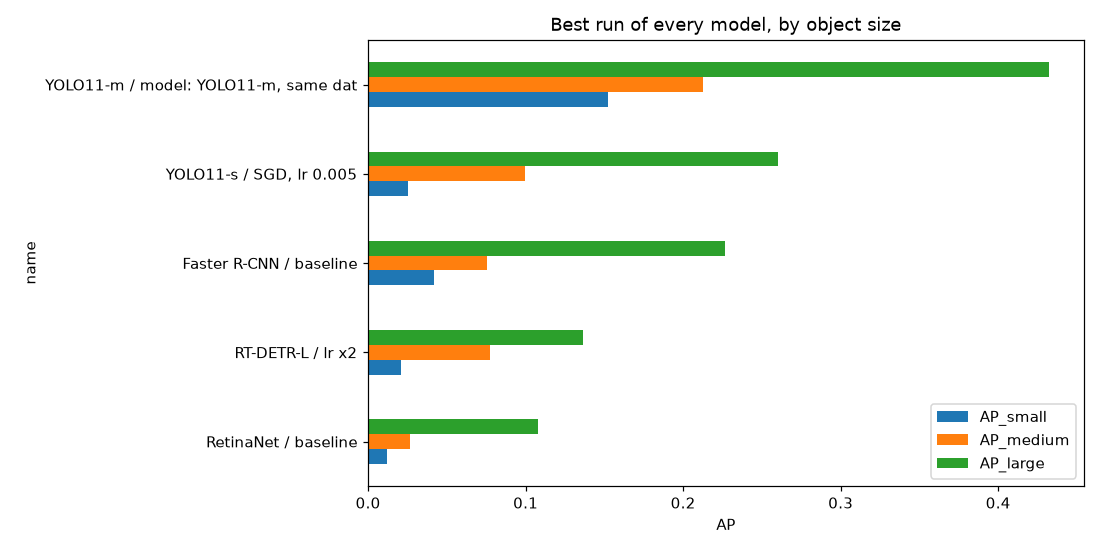 Best run of every model, by object size
YOLO11-m / model: YOLO11-m, same dat
YOLO11-s / SGD, lr 0.005
Faster R-CNN / baseline
RT-DETR-L / lr x2
RetinaNet / baseline
name
AP_small
AP_medium
AP_large
0.0 0.1 0.2 0.3 0.4
AP